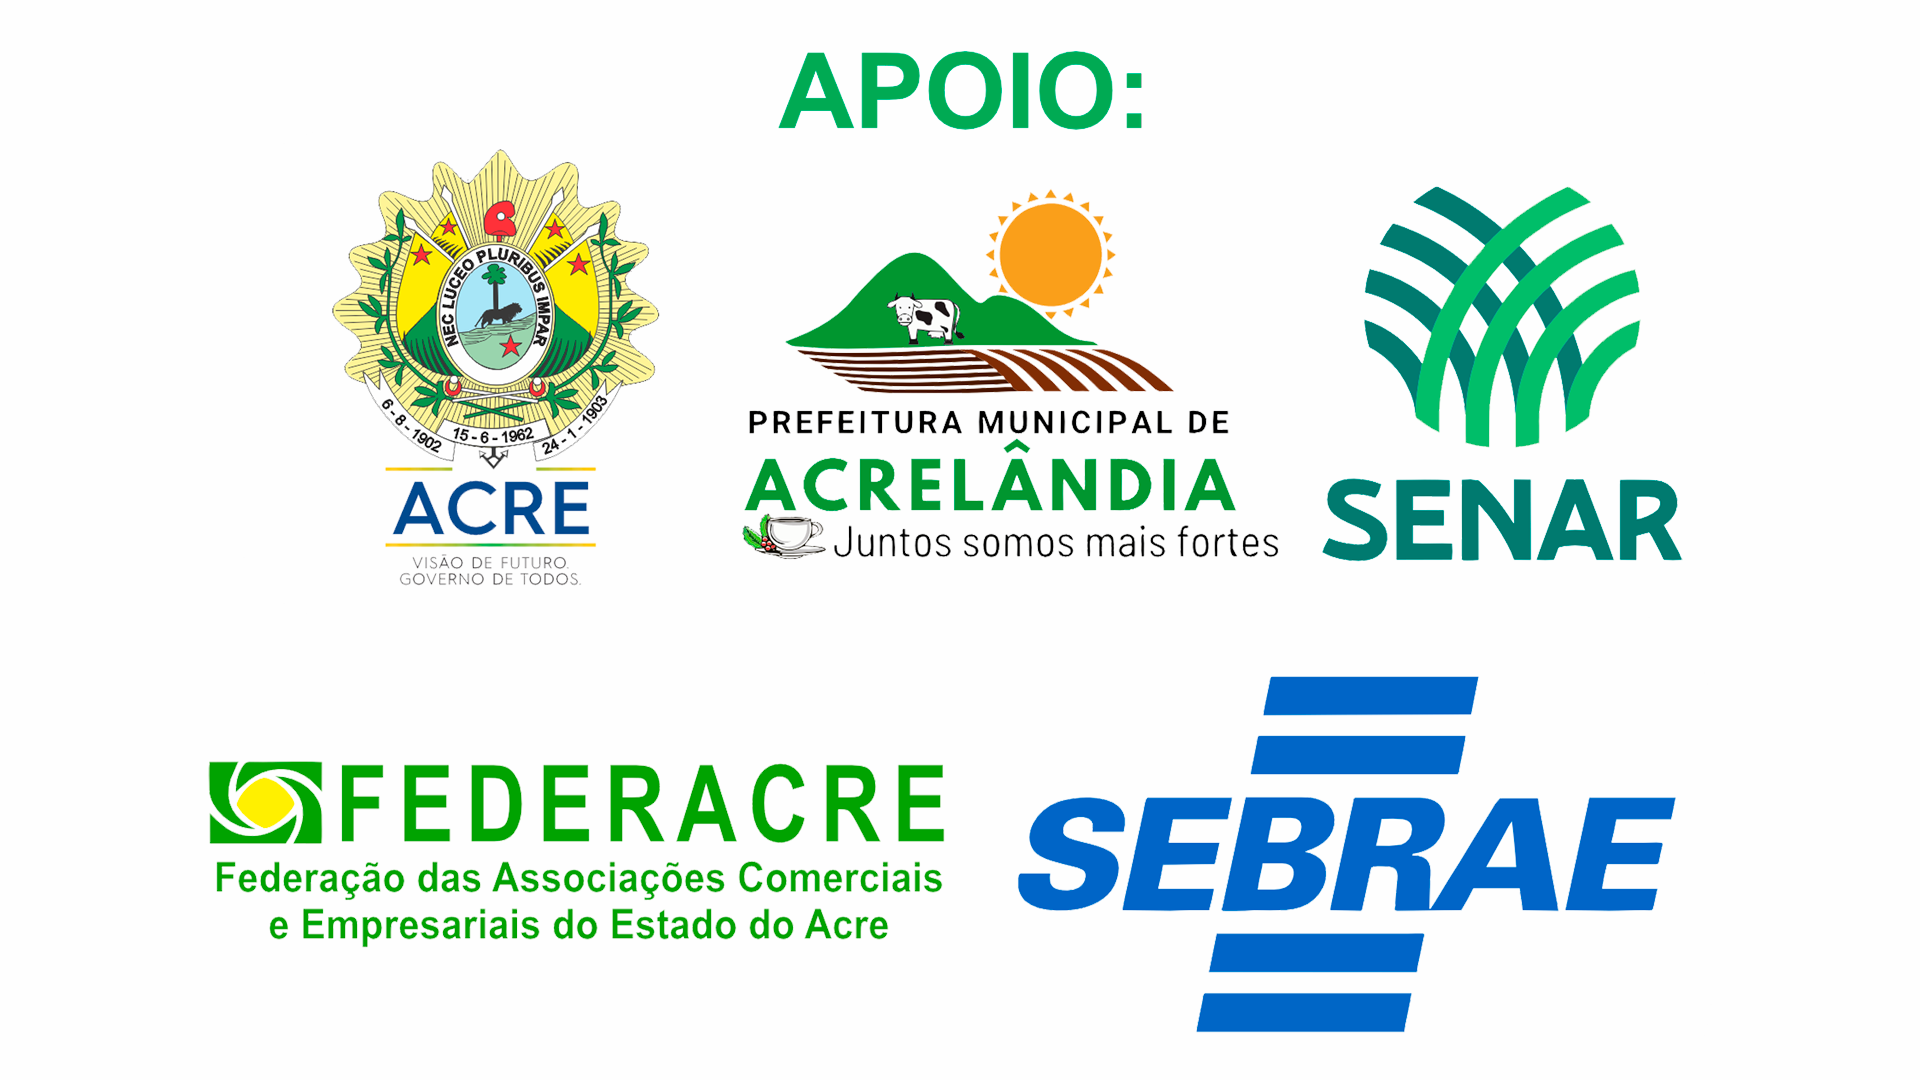 APOIO:
NEC LUCEO PLURIBUS IMPAR
6 - 8 - 1902
15 - 6 - 1962
24 - 1 - 1903
ACRE
VISÃO DE FUTURO.
GOVERNO DE TODOS.
PREFEITURA MUNICIPAL DE
ACRELÂNDIA
Juntos somos mais fortes
SENAR
FEDERACRE
Federação das Associações Comerciais
e Empresariais do Estado do Acre
SEBRAE